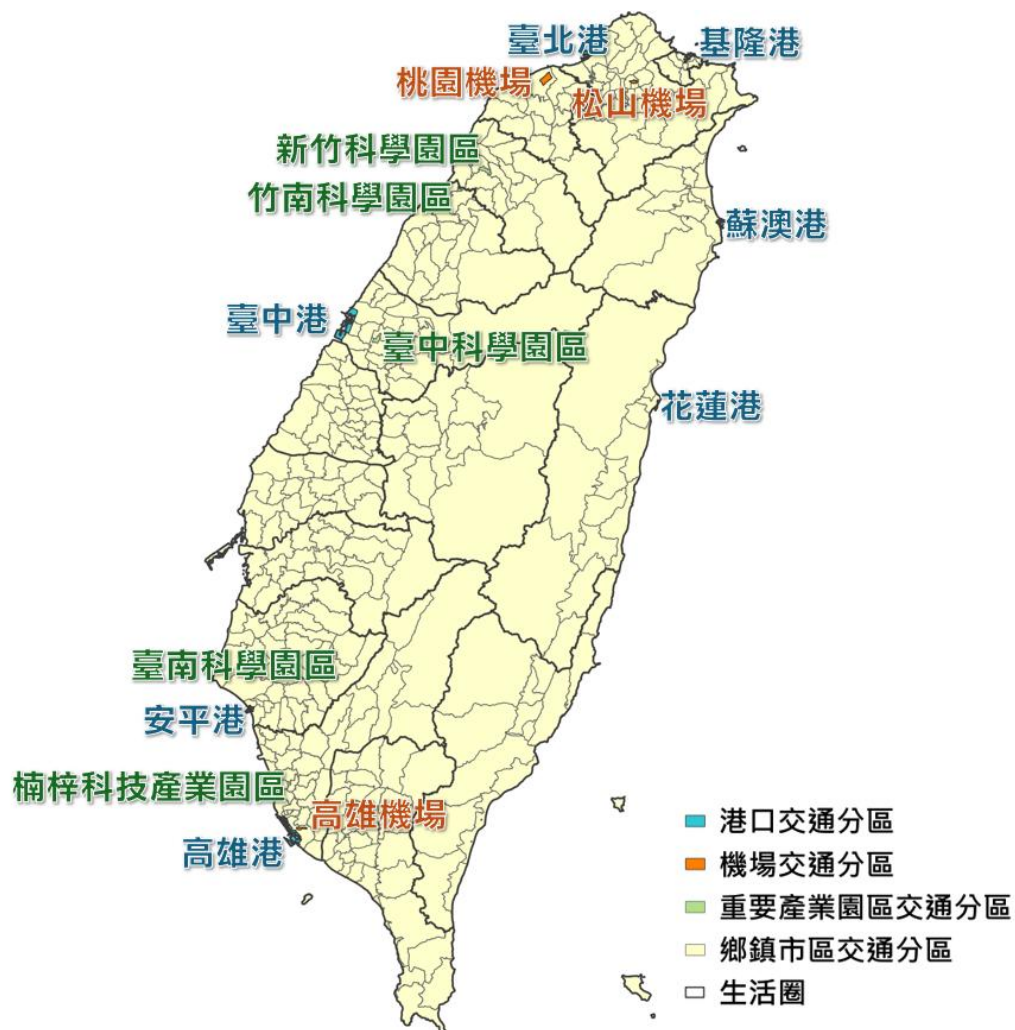 臺北港
基隆港
桃園機場
松山機場
新竹科學園區
竹南科學園區
蘇澳港
臺中港
臺中科學園區
花蓮港
臺南科學園區
安平港
楠梓科技產業園區
高雄機場
高雄港
港口交通分區
機場交通分區
重要產業園區交通分區
鄉鎮市區交通分區
生活圈